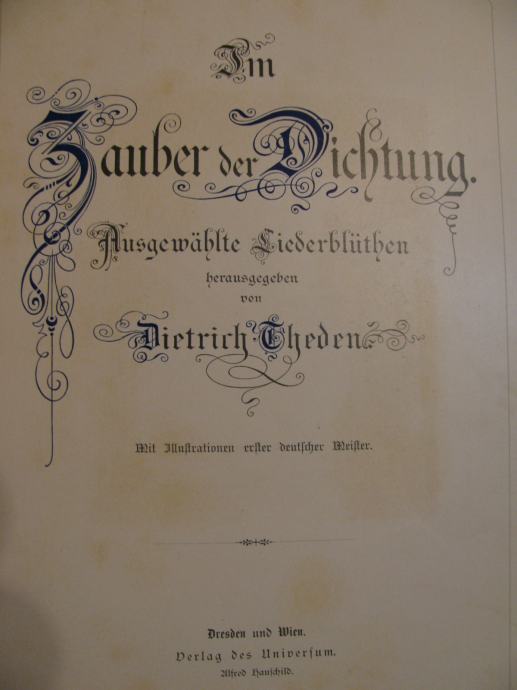 Im
Zauber der Dichtung.
Ausgewählte Liederblüthen
herausgegeben
von
Dietrich Theden.
Mit Illustrationen erster deutscher Meister.
Dresden und Wien.
Verlag des Universum.
Alfred Hauschild.